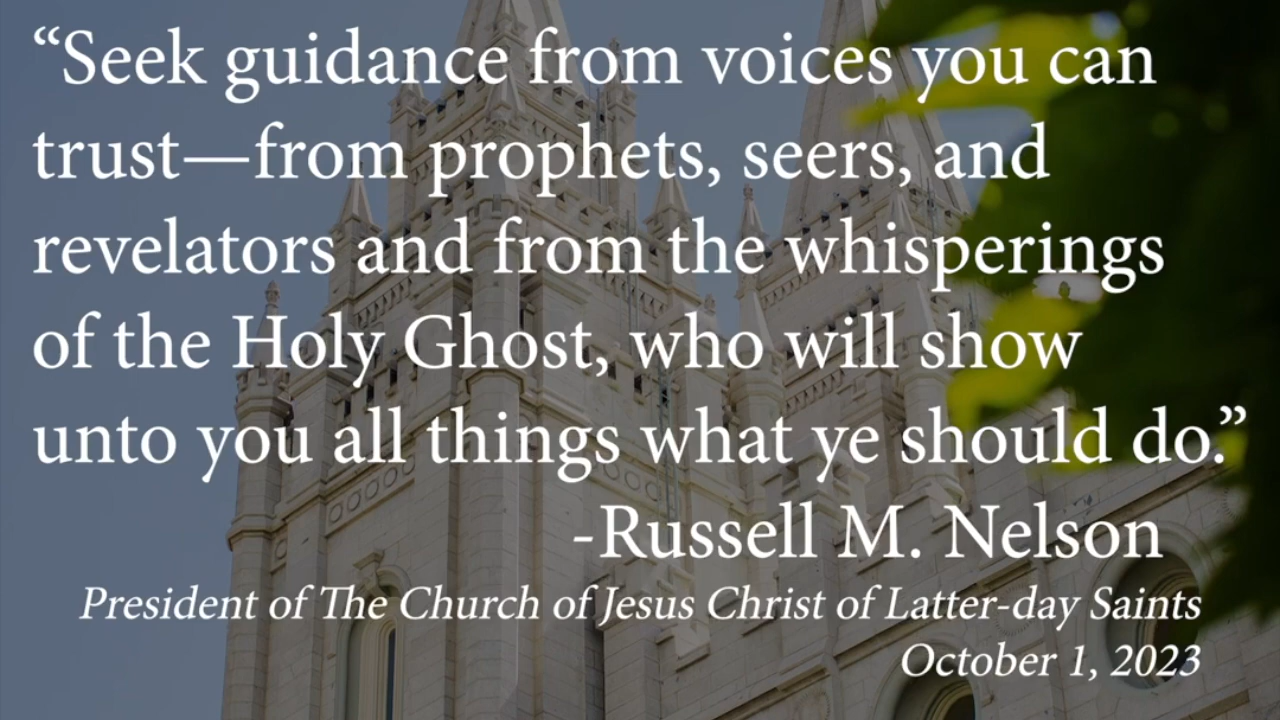 “Seek guidance from voices you can
trust—from prophets, seers, and
revelators and from the whisperings
of the Holy Ghost, who will show
unto you all things what ye should do.”
-Russell M. Nelson
President of The Church of Jesus Christ of Latter-day Saints
October 1, 2023